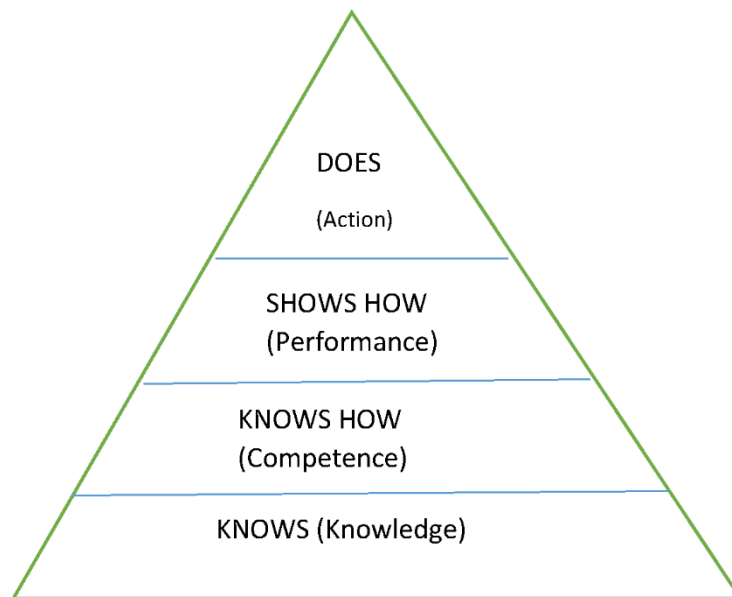 DOES
(Action)
SHOWS HOW
(Performance)
KNOWS HOW
(Competence)
KNOWS (Knowledge)